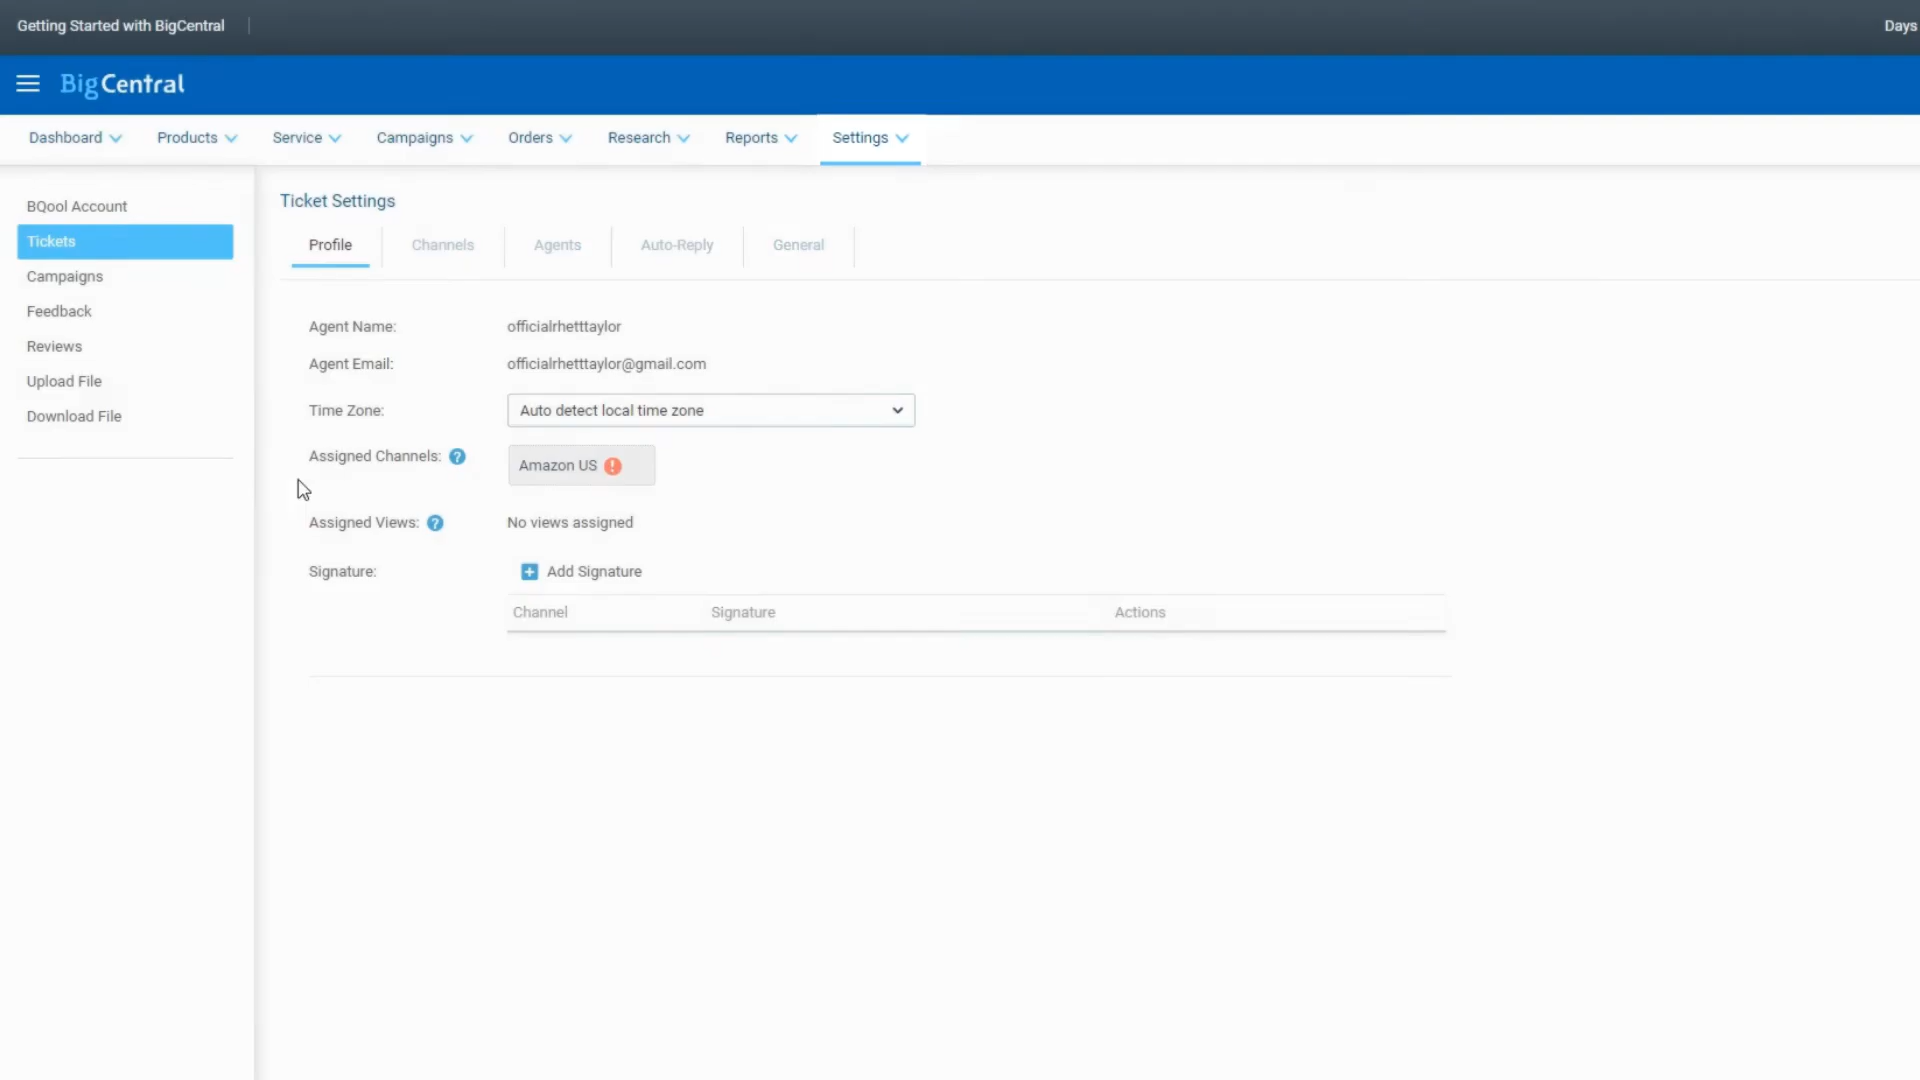 Getting Started with BigCentral
Days
BigCentral
Dashboard Products Service Campaigns Orders Research Reports Settings
BQool Account
Tickets
Campaigns
Feedback
Reviews
Upload File
Download File
Ticket Settings
Profile Channels Agents Auto-Reply General
Agent Name: officialrhetttaylor
Agent Email: officialrhetttaylor@gmail.com
Time Zone: Auto detect local time zone
Assigned Channels: ? Amazon US !
Assigned Views: ? No views assigned
Signature: + Add Signature
Channel Signature Actions